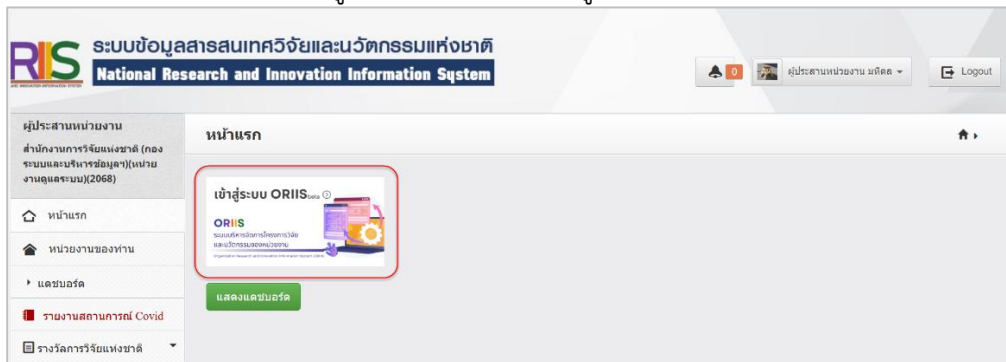 RIIS
ระบบข้อมูลสารสนเทศวิจัยและนวัตกรรมแห่งชาติ
National Research and Innovation Information System
0
ผู้ประสานหน่วยงาน มทีคค
Logout
ผู้ประสานหน่วยงาน
สำนักงานการวิจัยแห่งชาติ (กอง
ระบบและบริหารข้อมูลฯ)(หน่วย
งานดูแลระบบ)(2068)
หน้าแรก
หน้าแรก
หน่วยงานของท่าน
แดชบอร์ด
รายงานสถานการณ์ Covid
รางวัลการวิจัยแห่งชาติ
เข้าสู่ระบบ ORIIS beta
ORIIS
ระบบบริหารจัดการโครงการวิจัย
และนวัตกรรมของหน่วยงาน
แสดงแดชบอร์ด